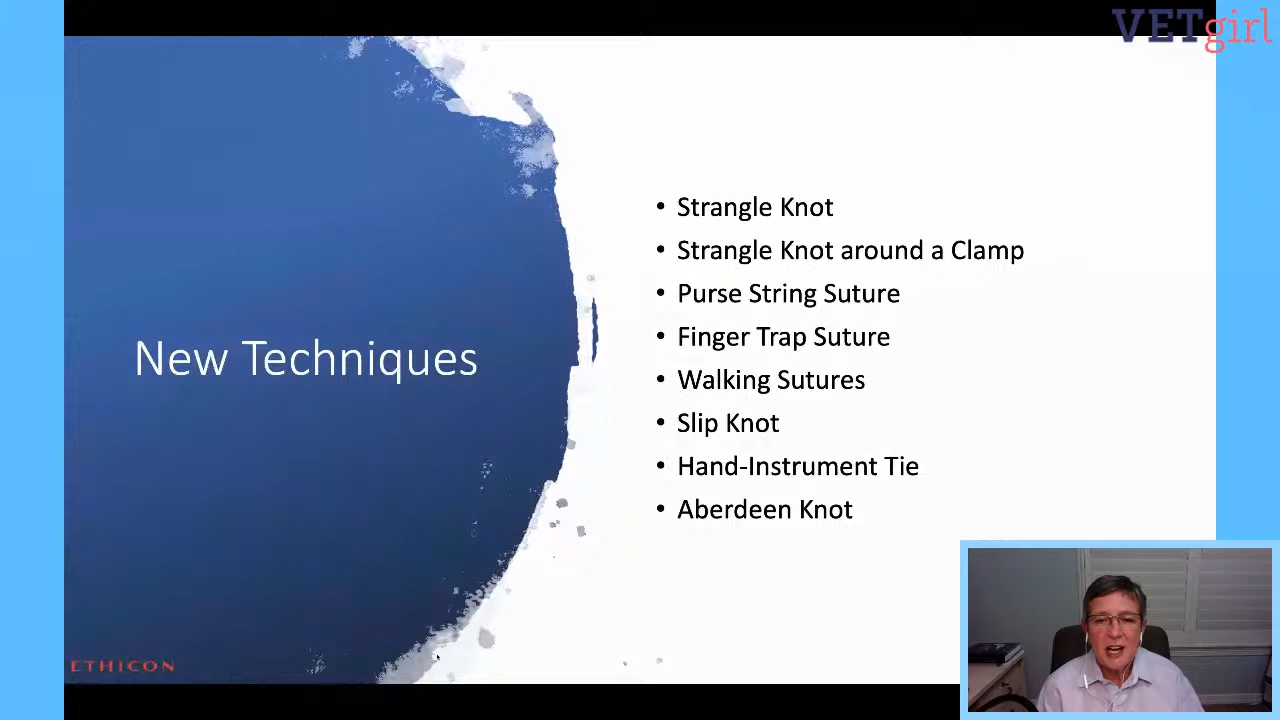 VETgirl
New Techniques
• Strangle Knot
• Strangle Knot around a Clamp
• Purse String Suture
• Finger Trap Suture
• Walking Sutures
• Slip Knot
• Hand-Instrument Tie
• Aberdeen Knot
ETHICON